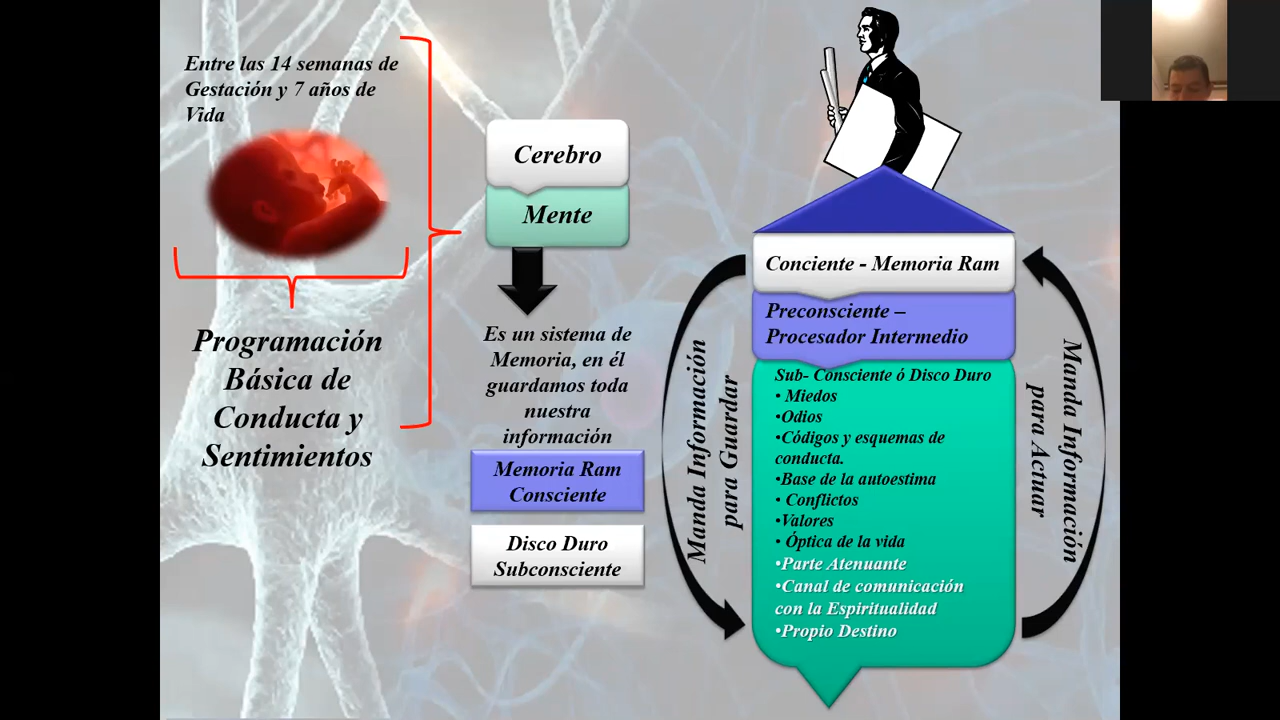 Entre las 14 semanas de
Gestación y 7 años de
Vida
Programación
Básica de
Conducta y
Sentimientos
Cerebro
Mente
Es un sistema de
Memoria, en él
guardamos toda
nuestra
información
Memoria Ram
Consciente
Disco Duro
Subconsciente
Manda Información
para Guardar
Conciente - Memoria Ram
Preconsciente –
Procesador Intermedio
Sub- Consciente ó Disco Duro
• Miedos
•Odios
•Códigos y esquemas de
conducta.
•Base de la autoestima
• Conflictos
•Valores
• Óptica de la vida
•Parte Atenuante
•Canal de comunicación
con la Espiritualidad
•Propio Destino
Manda Información
para Actuar